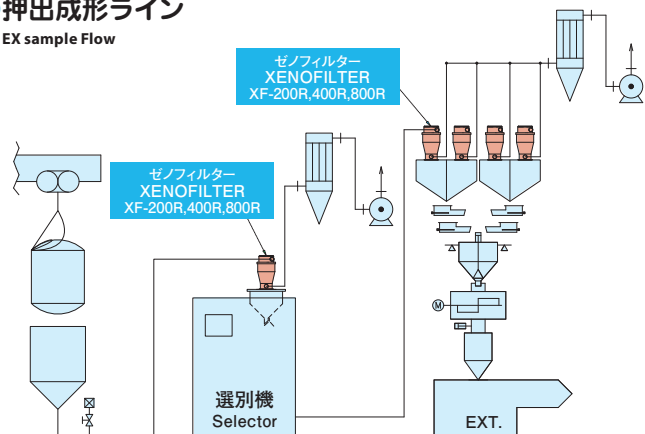 押出成形ライン
EX sample Flow
ゼノフィルター
XENOFILTER
XF-200R,400R,800R
ゼノフィルター
XENOFILTER
XF-200R,400R,800R
M
選別機
Selector
EXT.